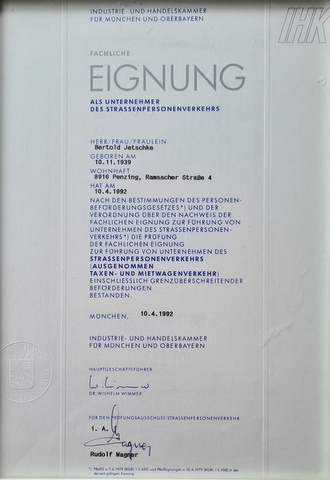 INDUSTRIE- UND HANDELSKAMMER
FÜR MÜNCHEN UND OBERBAYERN
IHK
FACHLICHE
EIGNUNG
ALS UNTERNEHMER
DES STRASSENPERSONENVERKEHRS
HERR/FRAU/FRÄULEIN
Bertold Jetschke
GEBOREN AM
10.11.1939
WOHNHAFT
8916 Penzing, Ramsacher Straße 4
HAT AM
10.4.1992
NACH DEN BESTIMMUNGEN DES PERSONEN-
BEFÖRDERUNGSGESETZES*) UND DER
VERORDNUNG ÜBER DEN NACHWEIS DER
FACHLICHEN EIGNUNG ZUR FÜHRUNG VON
UNTERNEHMEN DES STRASSENPERSONEN-
VERKEHRS*) DIE PRÜFUNG
DER FACHLICHEN EIGNUNG
ZUR FÜHRUNG VON UNTERNEHMEN DES
STRASSENPERSONENVERKEHRS
(AUSGENOMMEN
TAXEN- UND MIETWAGENVERKEHR)
EINSCHLIESSLICH GRENZÜBERSCHREITENDER
BEFÖRDERUNGEN
BESTANDEN.
MÜNCHEN, 10.4.1992
INDUSTRIE- UND HANDELSKAMMER
FÜR MÜNCHEN UND OBERBAYERN
HAUPTGESCHÄFTSFÜHRER
DR. WILHELM WIMMER
FÜR DEN PRÜFUNGSAUSSCHUSS STRASSENPERSONENVERKEHR
i. A.
Rudolf Wagner
der jeweils gültigen Fassung